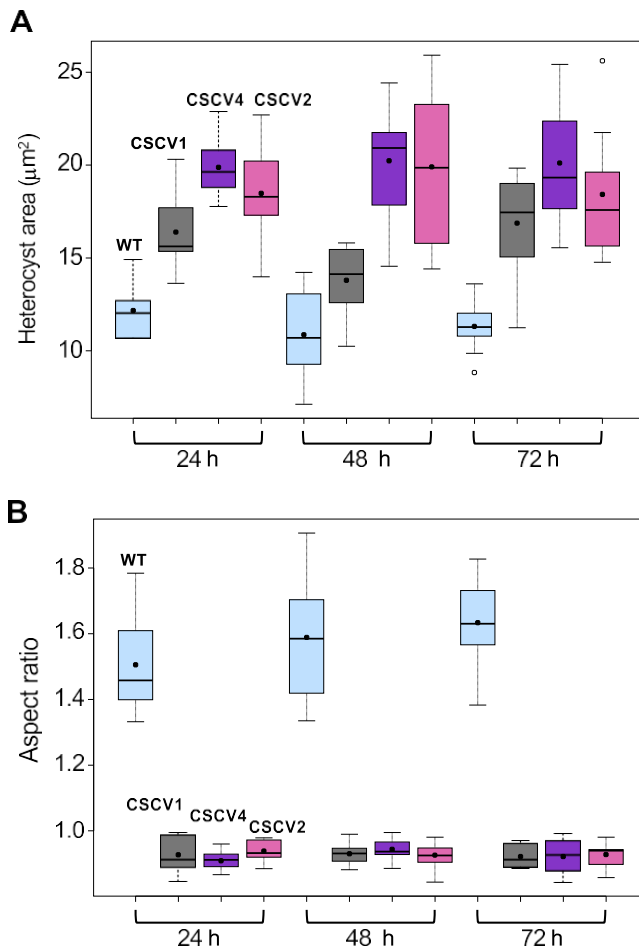 A
Heterocyst area (μm²)
25
20
15
10
WT
CSCV1
CSCV4
CSCV2
24 h
48 h
72 h
B
Aspect ratio
1.8
1.6
1.4
1.2
1.0
WT
CSCV1
CSCV4
CSCV2
24 h
48 h
72 h